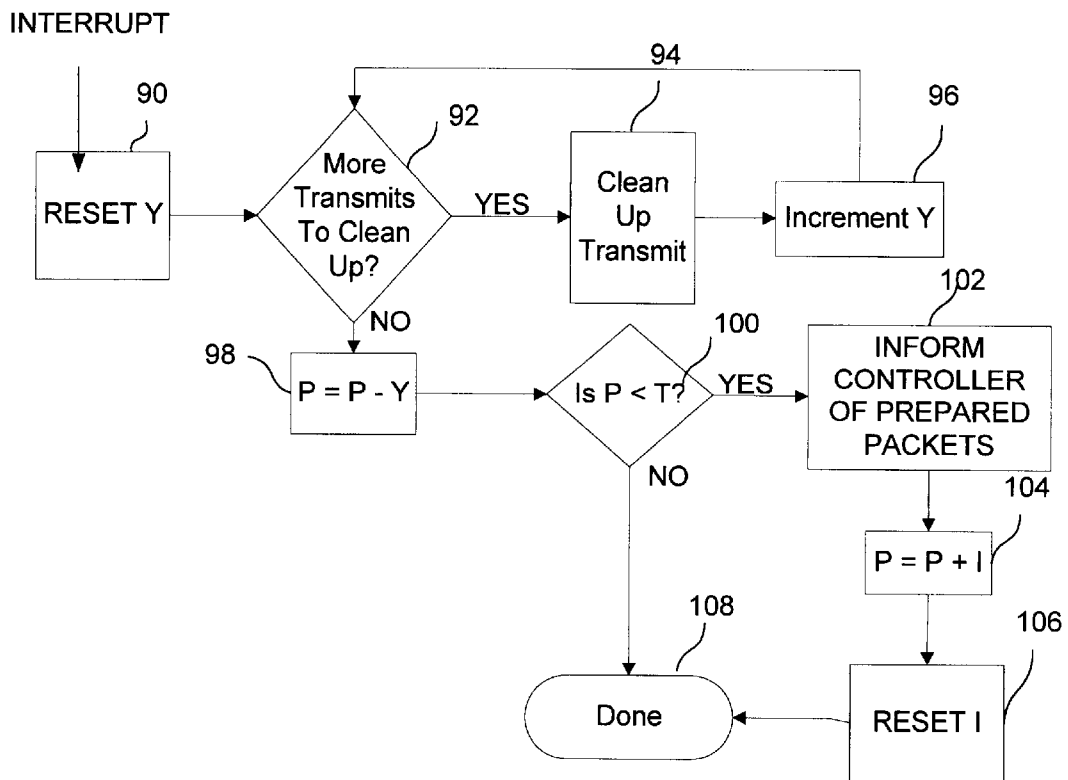 INTERRUPT
90
RESET Y
92
More
Transmits
To Clean
Up?
YES
94
Clean
Up
Transmit
96
Increment Y
NO
98
P = P - Y
100
Is P < T?
YES
102
INFORM
CONTROLLER
OF PREPARED
PACKETS
NO
104
P = P + I
106
RESET I
108
Done